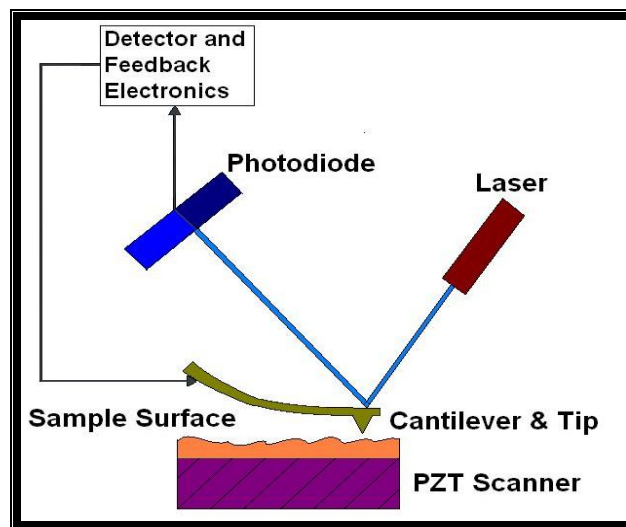 Detector and
Feedback
Electronics
Photodiode
Laser
Sample Surface
Cantilever & Tip
PZT Scanner